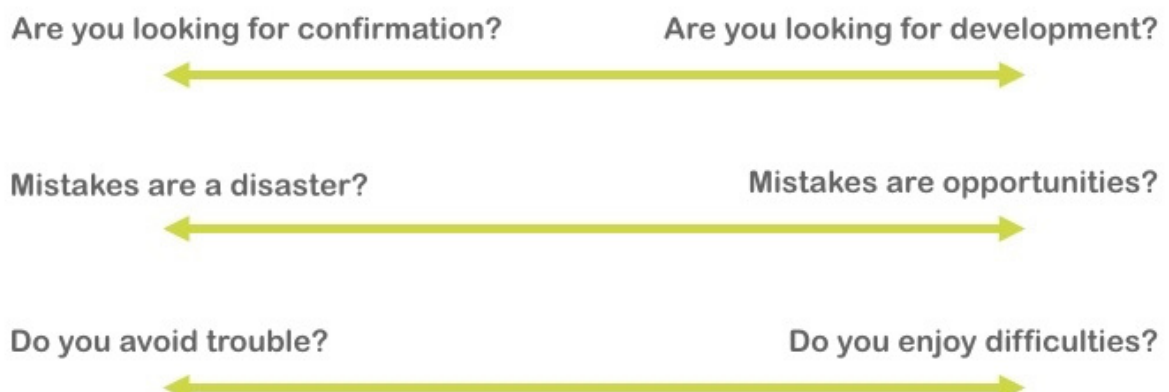 Are you looking for confirmation?
Are you looking for development?
Mistakes are a disaster?
Mistakes are opportunities?
Do you avoid trouble?
Do you enjoy difficulties?